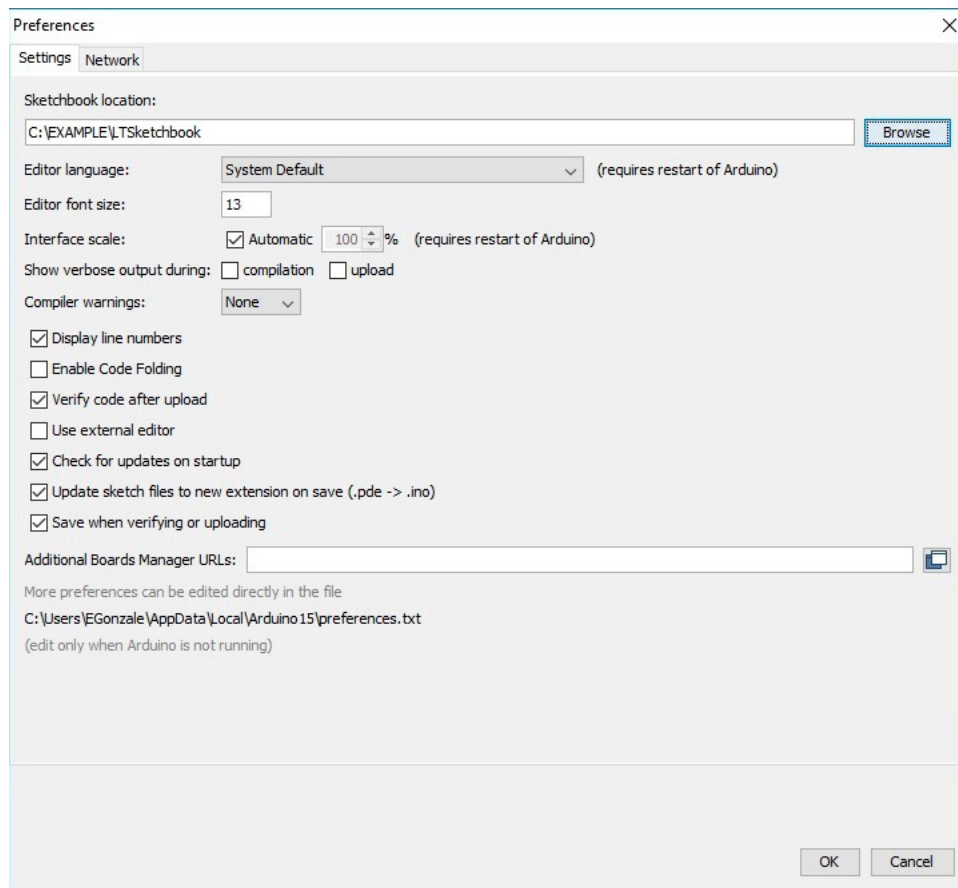 Preferences
Settings Network
Sketchbook location:
C:\EXAMPLE\LTSketchbook Browse
Editor language: System Default (requires restart of Arduino)
Editor font size: 13
Interface scale: Automatic 100 % (requires restart of Arduino)
Show verbose output during: compilation upload
Compiler warnings: None
Display line numbers
Enable Code Folding
Verify code after upload
Use external editor
Check for updates on startup
Update sketch files to new extension on save (.pde -> .ino)
Save when verifying or uploading
Additional Boards Manager URLs:
More preferences can be edited directly in the file
C:\Users\EGonzale\AppData\Local\Arduino15\preferences.txt
(edit only when Arduino is not running)
OK Cancel